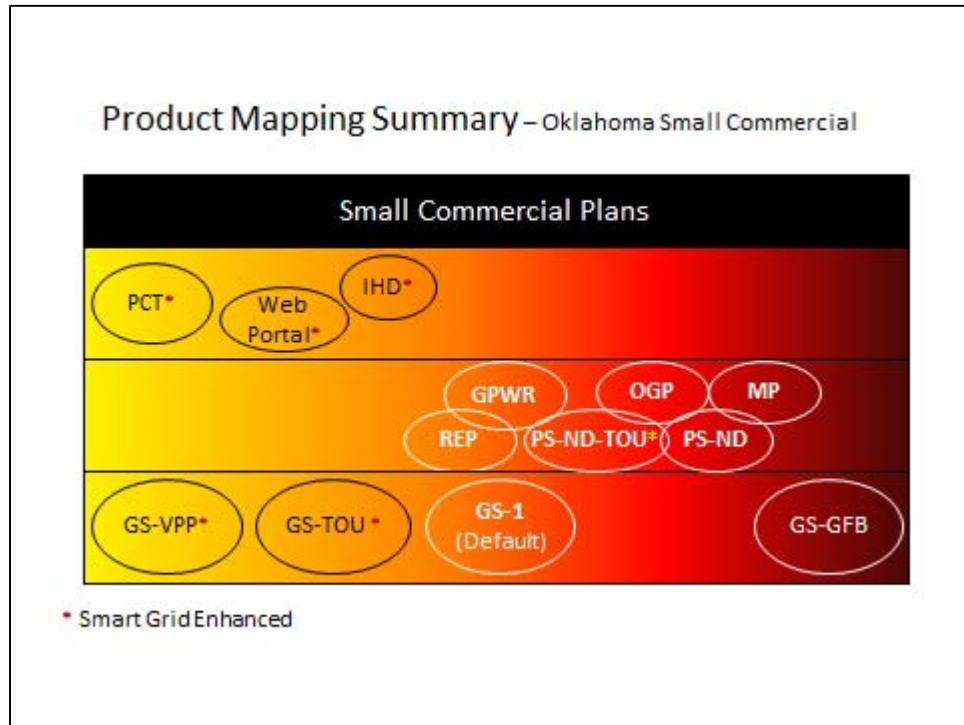 Product Mapping Summary – Oklahoma Small Commercial
Small Commercial Plans
PCT*
Web
Portal*
IHD*
GPWR
OGP
MP
REP
PS-ND-TOU*
PS-ND
GS-VPP*
GS-TOU *
GS-1
(Default)
GS-GFB
* Smart Grid Enhanced